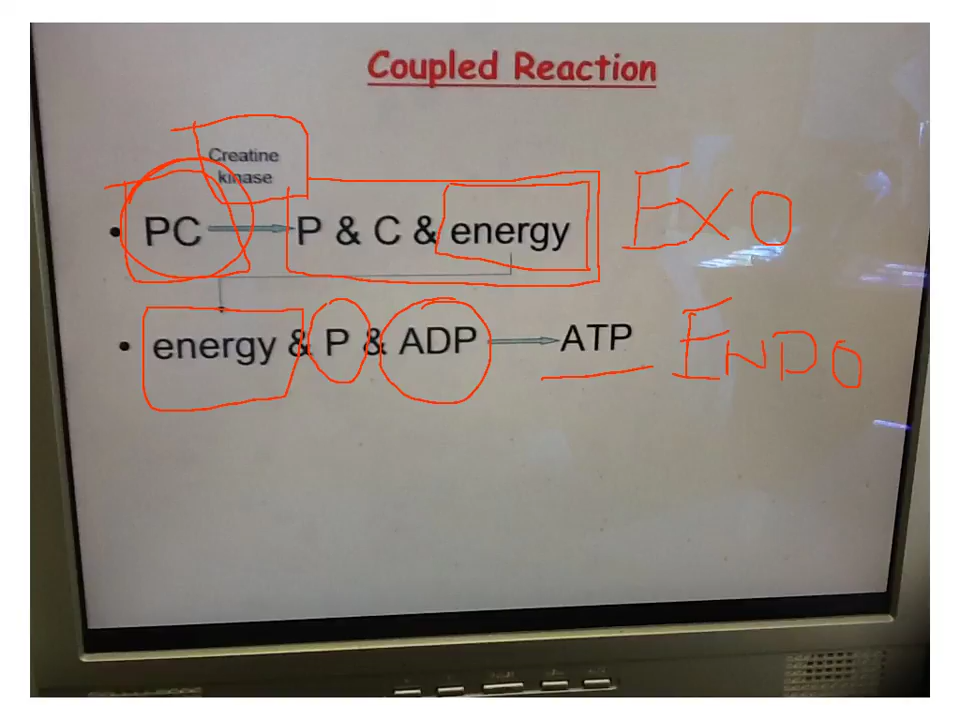 Coupled Reaction
Creatine
kinase
• PC → P & C & energy EXO
• energy & P & ADP → ATP ENDO